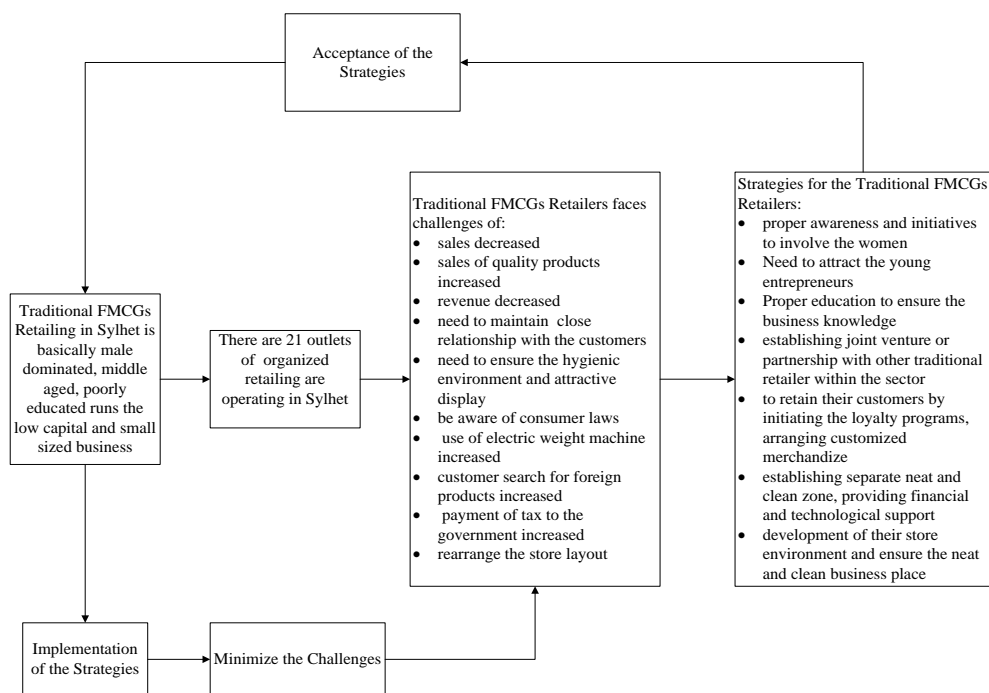 Acceptance of the
Strategies
Traditional FMCGs
Retailing in Sylhet is
basically male
dominated, middle
aged, poorly
educated runs the
low capital and small
sized business
There are 21 outlets
of organized
retailing are
operating in Sylhet
Traditional FMCGs Retailers faces
challenges of:
● sales decreased
● sales of quality products
increased
● revenue decreased
● need to maintain close
relationship with the customers
● need to ensure the hygienic
environment and attractive
display
● be aware of consumer laws
● use of electric weight machine
increased
● customer search for foreign
products increased
● payment of tax to the
government increased
● rearrange the store layout
Strategies for the Traditional FMCGs
Retailers:
● proper awareness and initiatives
to involve the women
● Need to attract the young
entrepreneurs
● Proper education to ensure the
business knowledge
● establishing joint venture or
partnership with other traditional
retailer within the sector
● to retain their customers by
initiating the loyalty programs,
arranging customized
merchandize
● establishing separate neat and
clean zone, providing financial
and technological support
● development of their store
environment and ensure the neat
and clean business place
Implementation
of the Strategies
Minimize the Challenges